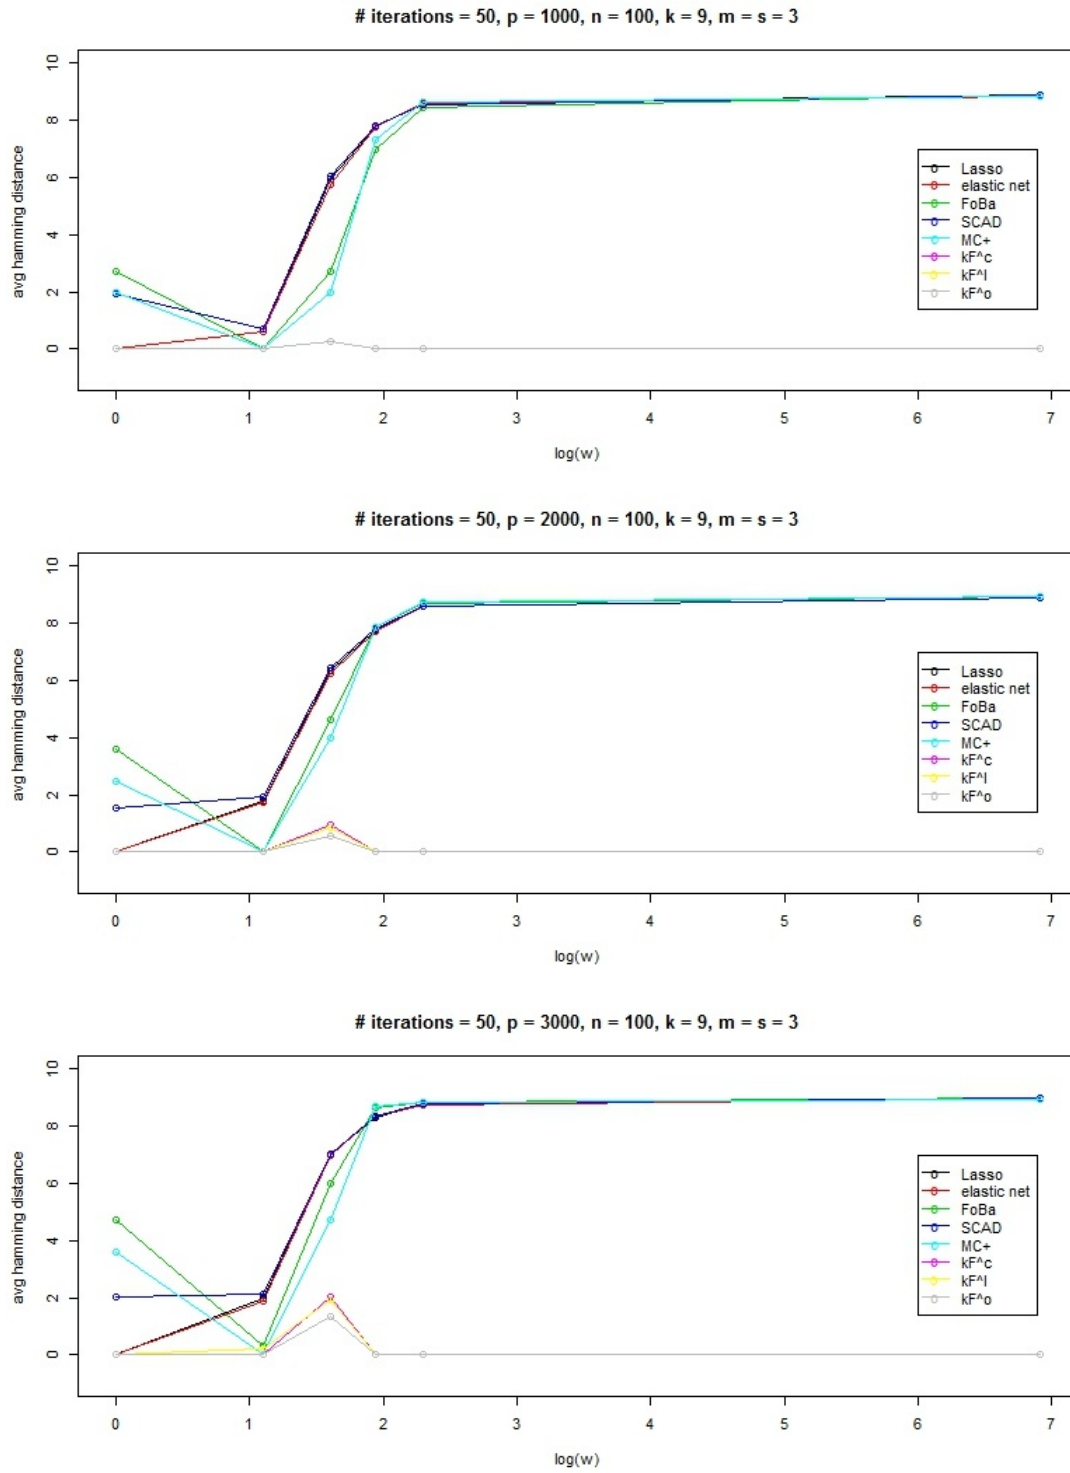 # iterations = 50, p = 1000, n = 100, k = 9, m = s = 3
avg hamming distance
10
8
6
4
2
0
Lasso
elastic net
FoBa
SCAD
MC+
kF^c
kF^l
kF^o
0 1 2 3 4 5 6 7
log(w)
# iterations = 50, p = 2000, n = 100, k = 9, m = s = 3
avg hamming distance
10
8
6
4
2
0
Lasso
elastic net
FoBa
SCAD
MC+
kF^c
kF^l
kF^o
0 1 2 3 4 5 6 7
log(w)
# iterations = 50, p = 3000, n = 100, k = 9, m = s = 3
avg hamming distance
10
8
6
4
2
0
Lasso
elastic net
FoBa
SCAD
MC+
kF^c
kF^l
kF^o
0 1 2 3 4 5 6 7
log(w)